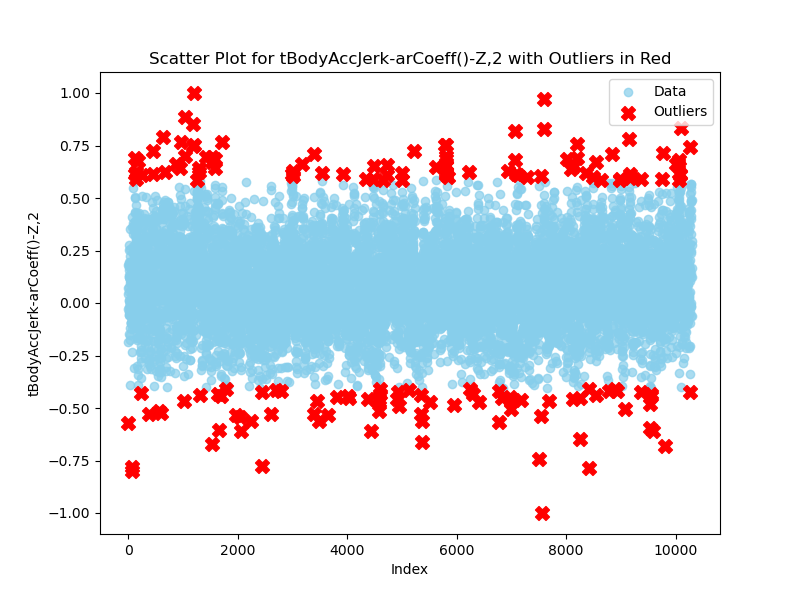 Scatter Plot for tBodyAccJerk-arCoeff()-Z,2 with Outliers in Red
Data
Outliers
tBodyAccJerk-arCoeff()-Z,2
1.00
0.75
0.50
0.25
0.00
−0.25
−0.50
−0.75
−1.00
0 2000 4000 6000 8000 10000
Index